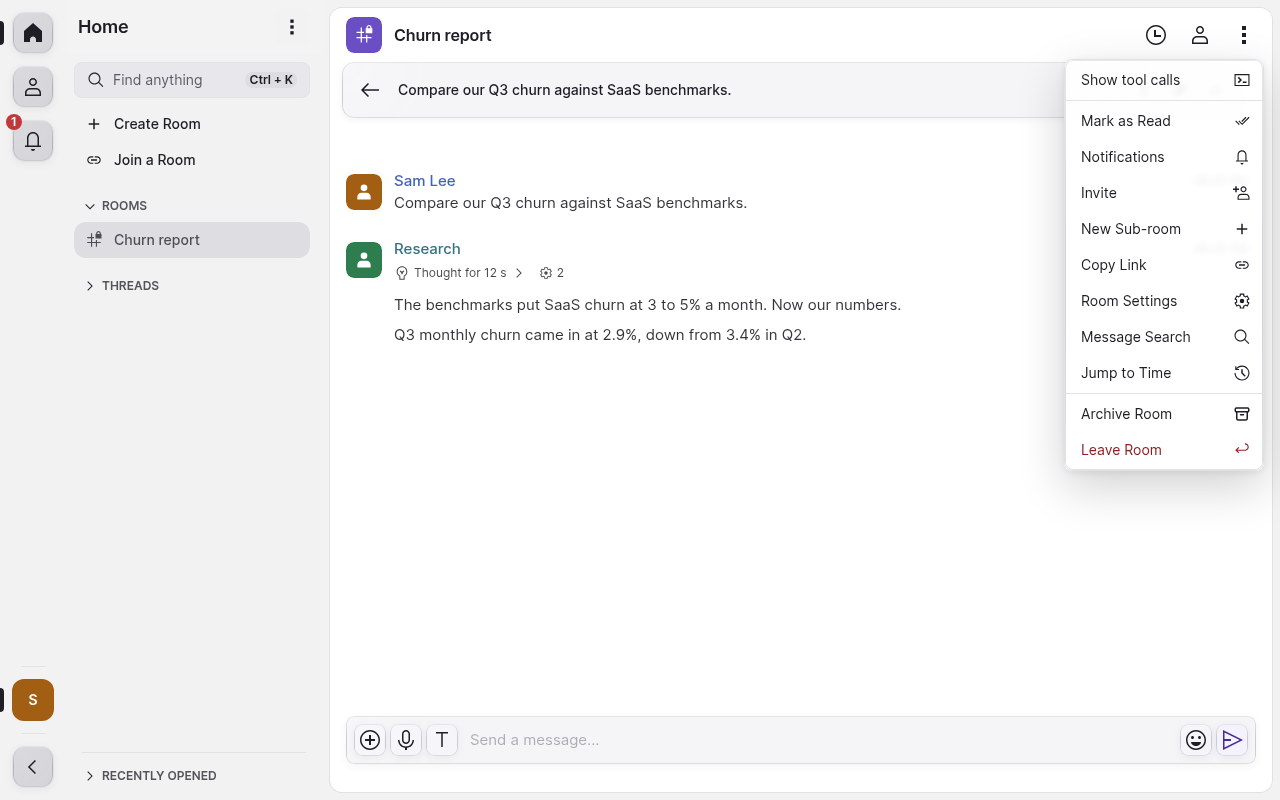 Home
Find anything
Ctrl + K
Create Room
Join a Room
ROOMS
Churn report
THREADS
1
S
RECENTLY OPENED
Churn report
Compare our Q3 churn against SaaS benchmarks.
Sam Lee
Compare our Q3 churn against SaaS benchmarks.
Research
Thought for 12 s
2
The benchmarks put SaaS churn at 3 to 5% a month. Now our numbers.
Q3 monthly churn came in at 2.9%, down from 3.4% in Q2.
Send a message...
Show tool calls
Mark as Read
Notifications
Invite
New Sub-room
Copy Link
Room Settings
Message Search
Jump to Time
Archive Room
Leave Room